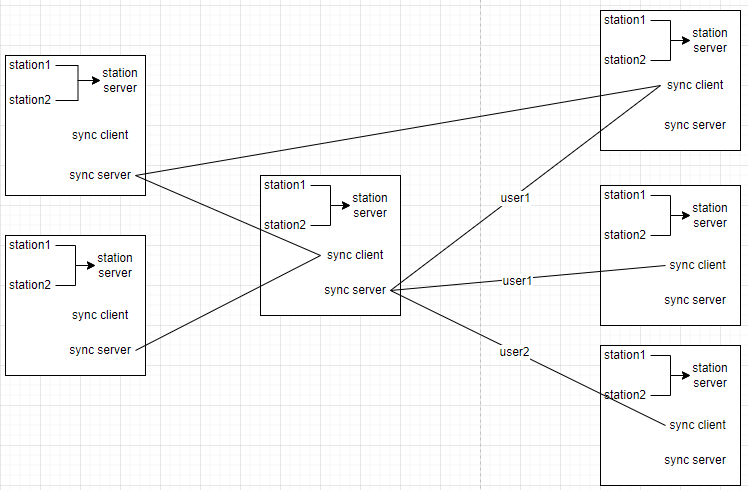 station1
station
server
station2
sync client
sync server
station1
station
server
station2
sync client
sync server
station1
station
server
station2
sync client
sync server
user1
user1
user2
station1
station
server
station2
sync client
sync server
station1
station
server
station2
sync client
sync server
station1
station
server
station2
sync client
sync server